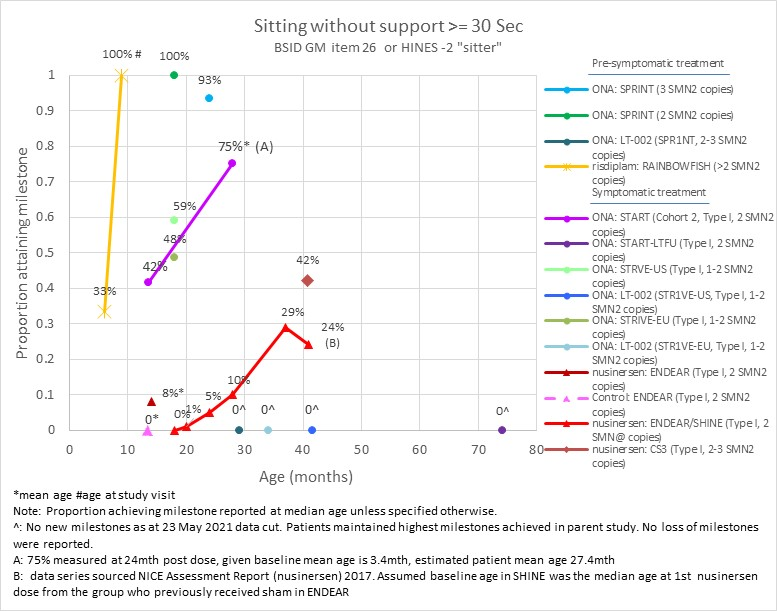 Sitting without support >= 30 Sec
BSID GM item 26 or HINES -2 "sitter"
Proportion attaining milestone
1
0.9
0.8
0.7
0.6
0.5
0.4
0.3
0.2
0.1
0
0 10 20 30 40 50 60 70 80
Age (months)
100% #
100%
93%
75%* (A)
59%
48%
42%
42%
33%
29%
24%
(B)
10%
5%
1%
0%
8%*
0*
0^
0^
0^
0^
Pre-symptomatic treatment
ONA: SPRINT (3 SMN2 copies)
ONA: SPRINT (2 SMN2 copies)
ONA: LT-002 (SPR1NT, 2-3 SMN2
copies)
risdiplam: RAINBOWFISH (>2 SMN2
copies)
Symptomatic treatment
ONA: START (Cohort 2, Type I, 2 SMN2
copies)
ONA: START-LTFU (Type I, 2 SMN2
copies)
ONA: STRVE-US (Type I, 1-2 SMN2
copies)
ONA: LT-002 (STR1VE-US, Type I, 1-2
SMN2 copies)
ONA: STRIVE-EU (Type I, 1-2 SMN2
copies)
ONA: LT-002 (STR1VE-EU, Type I, 1-2
SMN2 copies)
nusinersen: ENDEAR (Type I, 2 SMN2
copies)
Control: ENDEAR (Type I, 2 SMN2
copies)
nusinersen: ENDEAR/SHINE (Type I, 2
SMN@ copies)
nusinersen: CS3 (Type I, 2-3 SMN2
copies)
*mean age #age at study visit
Note: Proportion achieving milestone reported at median age unless specified otherwise.
^: No new milestones as at 23 May 2021 data cut. Patients maintained highest milestones achieved in parent study. No loss of milestones
were reported.
A: 75% measured at 24mth post dose, given baseline mean age is 3.4mth, estimated patient mean age 27.4mth
B: data series sourced NICE Assessment Report (nusinersen) 2017. Assumed baseline age in SHINE was the median age at 1st nusinersen
dose from the group who previously received sham in ENDEAR